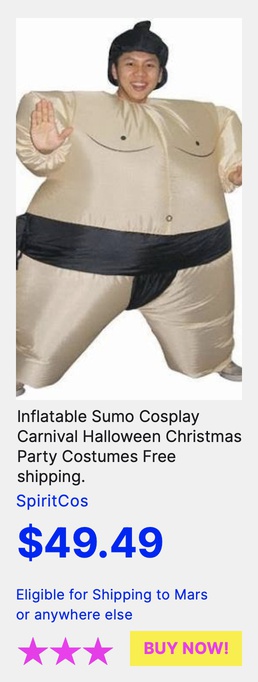 Inflatable Sumo Cosplay
Carnival Halloween Christmas
Party Costumes Free
shipping.
SpiritCos
$49.49
Eligible for Shipping to Mars
or anywhere else
BUY NOW!